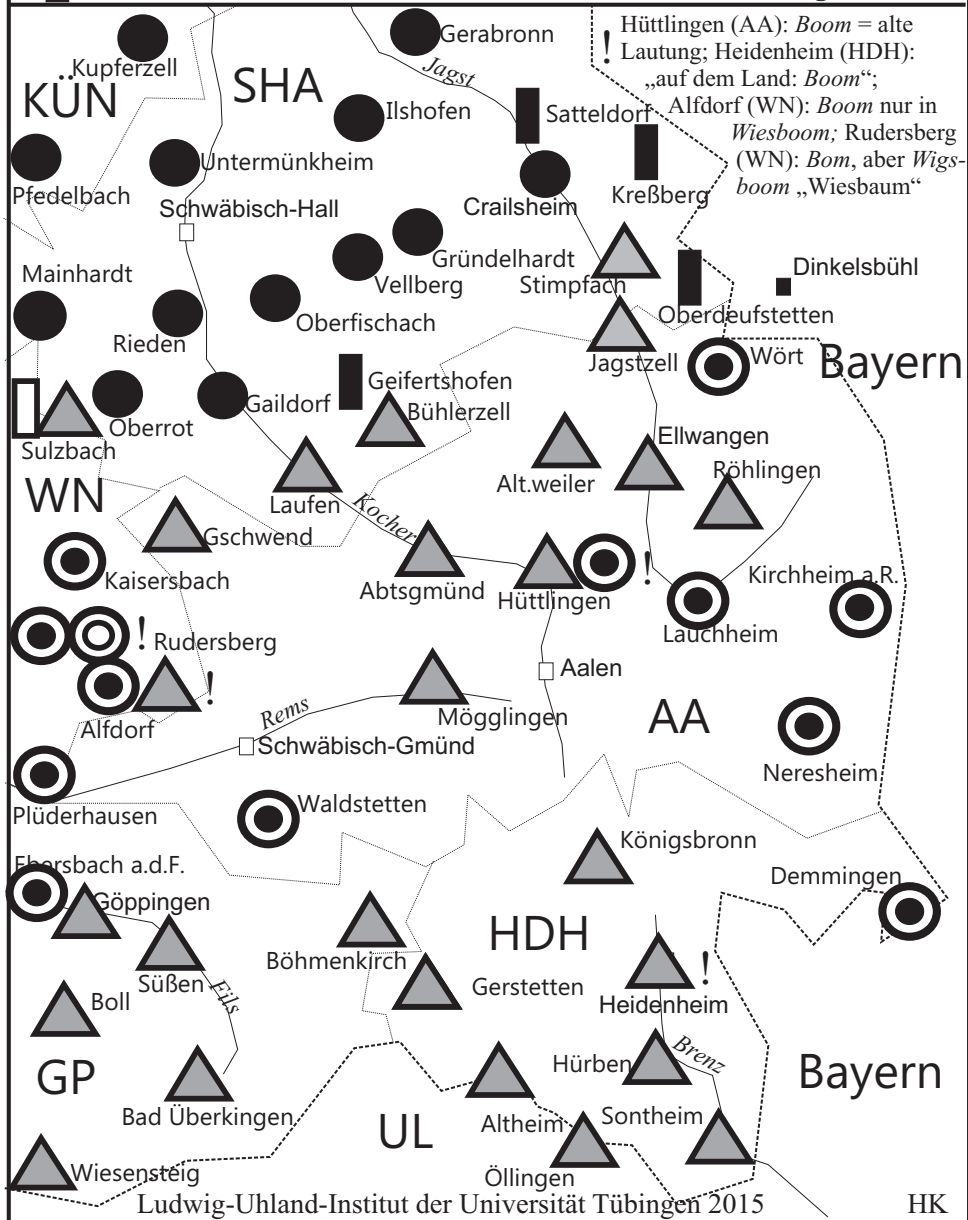 Hüttlingen (AA): Boom = alte
! Lautung; Heidenheim (HDH):
„auf dem Land: Boom“;
Alfdorf (WN): Boom nur in
Wiesboom; Rudersberg
(WN): Bom, aber Wigs-
boom „Wiesbaum“
Gerabronn
Kupferzell
Jagst
KÜN
SHA
Ilshofen
Satteldorf
Untermünkheim
Pfedelbach
Kreßberg
Crailsheim
Schwäbisch-Hall
Gründelhardt
Mainhardt
Vellberg
Stimpfach
Dinkelsbühl
Oberfischach
Oberdeufstetten
Rieden
Jagstzell
Wört
Bayern
Geifertshofen
Gaildorf
Bühlerzell
Oberrot
Sulzbach
Ellwangen
Röhlingen
Alt.weiler
WN
Laufen
Kocher
Gschwend
Kaisersbach
Abtsgmünd
Hüttlingen
!
Kirchheim a.R.
Lauchheim
! Rudersberg
Aalen
!
Rems
Mögglingen
AA
Alfdorf
Schwäbisch-Gmünd
Neresheim
Plüderhausen
Waldstetten
Königsbronn
Ebersbach a.d.F.
Demmingen
Göppingen
HDH
Böhmenkirch
!
Süßen
Fils
Gerstetten
Boll
Heidenheim
Hürben
Brenz
GP
Bayern
Bad Überkingen
UL
Altheim
Sontheim
Wiesensteig
Öllingen
Ludwig-Uhland-Institut der Universität Tübingen 2015
HK